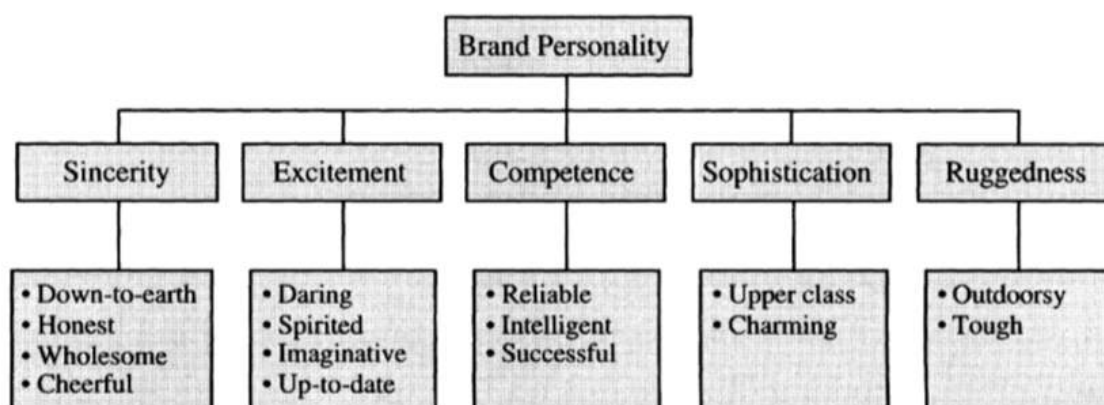 Brand Personality
Sincerity
Excitement
Competence
Sophistication
Ruggedness
• Down-to-earth
• Honest
• Wholesome
• Cheerful
• Daring
• Spirited
• Imaginative
• Up-to-date
• Reliable
• Intelligent
• Successful
• Upper class
• Charming
• Outdoorsy
• Tough